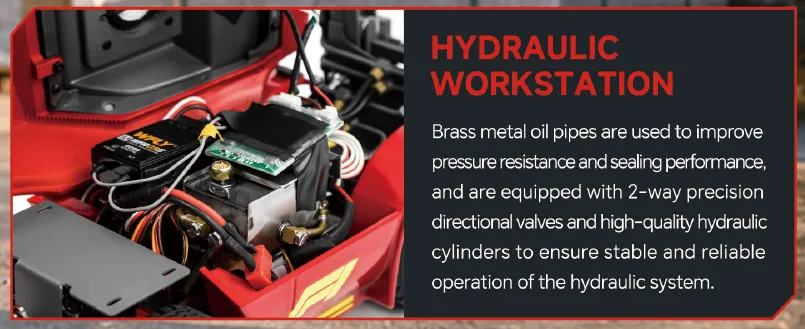 HYDRAULIC
WORKSTATION
Brass metal oil pipes are used to improve
pressure resistance and sealing performance,
and are equipped with 2-way precision
directional valves and high-quality hydraulic
cylinders to ensure stable and reliable
operation of the hydraulic system.
WFLY